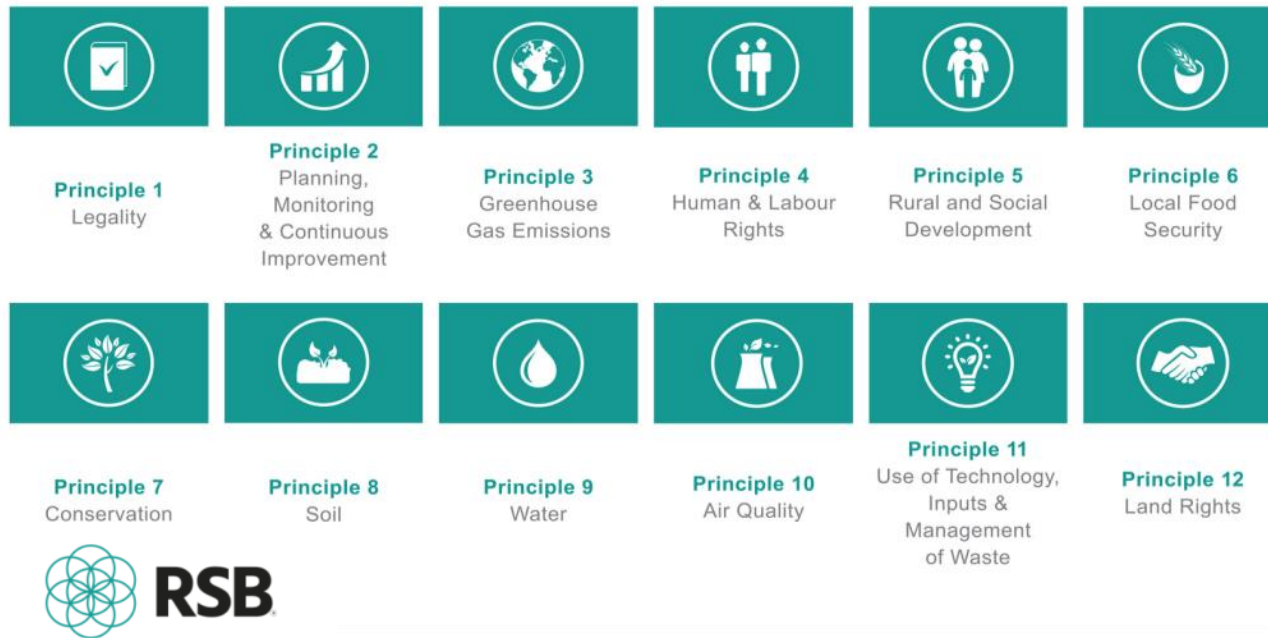 Principle 1
Legality
Principle 2
Planning,
Monitoring
& Continuous
Improvement
Principle 3
Greenhouse
Gas Emissions
Principle 4
Human & Labour
Rights
Principle 5
Rural and Social
Development
Principle 6
Local Food
Security
Principle 7
Conservation
Principle 8
Soil
Principle 9
Water
Principle 10
Air Quality
Principle 11
Use of Technology,
Inputs &
Management
of Waste
Principle 12
Land Rights
RSB